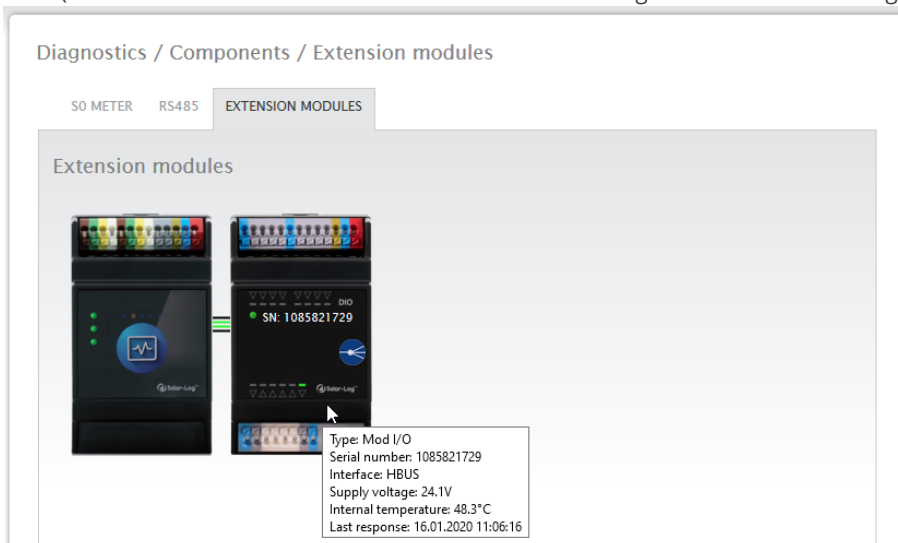 Diagnostics / Components / Extension modules
S0 METER RS485 EXTENSION MODULES
Extension modules
DIO
SN: 1085821729
Solar-Log™
Solar-Log™
Type: Mod I/O
Serial number: 1085821729
Interface: HBUS
Supply voltage: 24.1V
Internal temperature: 48.3°C
Last response: 16.01.2020 11:06:16